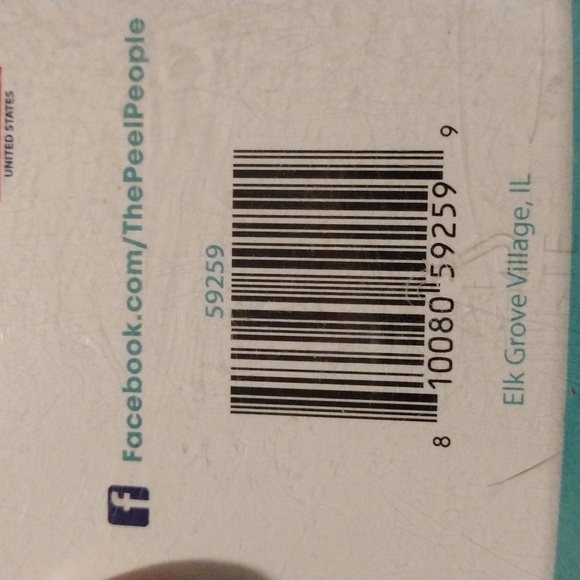 UNITED STATES
Facebook.com/ThePeelPeople
59259
8 10080 59259 9
Elk Grove Village, IL